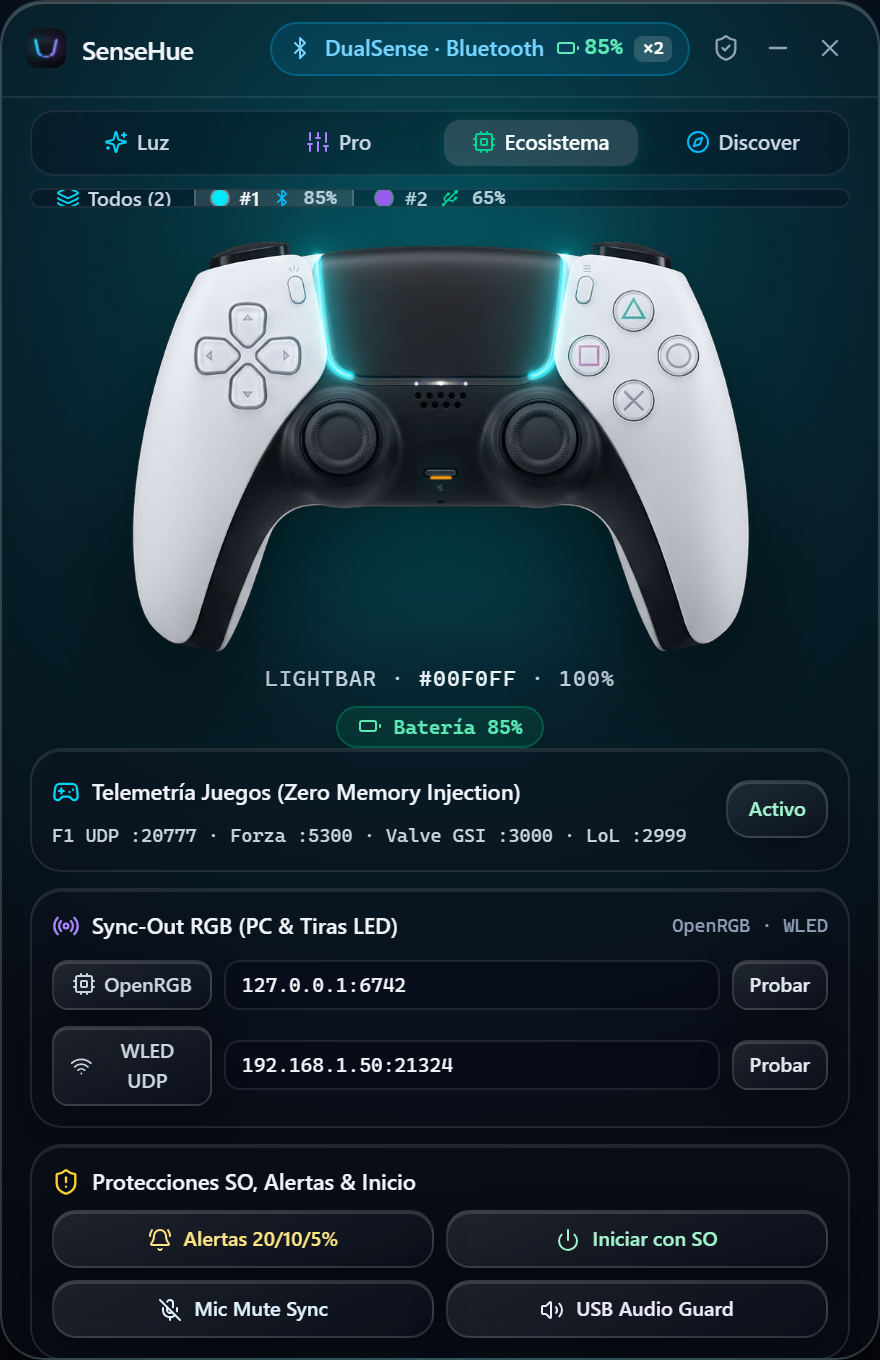 SenseHue
DualSense · Bluetooth 85% ×2
Luz Pro Ecosistema Discover
Todos (2) #1 85% #2 65%
LIGHTBAR · #00F0FF · 100%
Batería 85%
Telemetría Juegos (Zero Memory Injection)
F1 UDP :20777 · Forza :5300 · Valve GSI :3000 · LoL :2999
Activo
Sync-Out RGB (PC & Tiras LED)
OpenRGB · WLED
OpenRGB 127.0.0.1:6742 Probar
WLED
UDP
192.168.1.50:21324 Probar
Protecciones SO, Alertas & Inicio
Alertas 20/10/5% Iniciar con SO
Mic Mute Sync USB Audio Guard